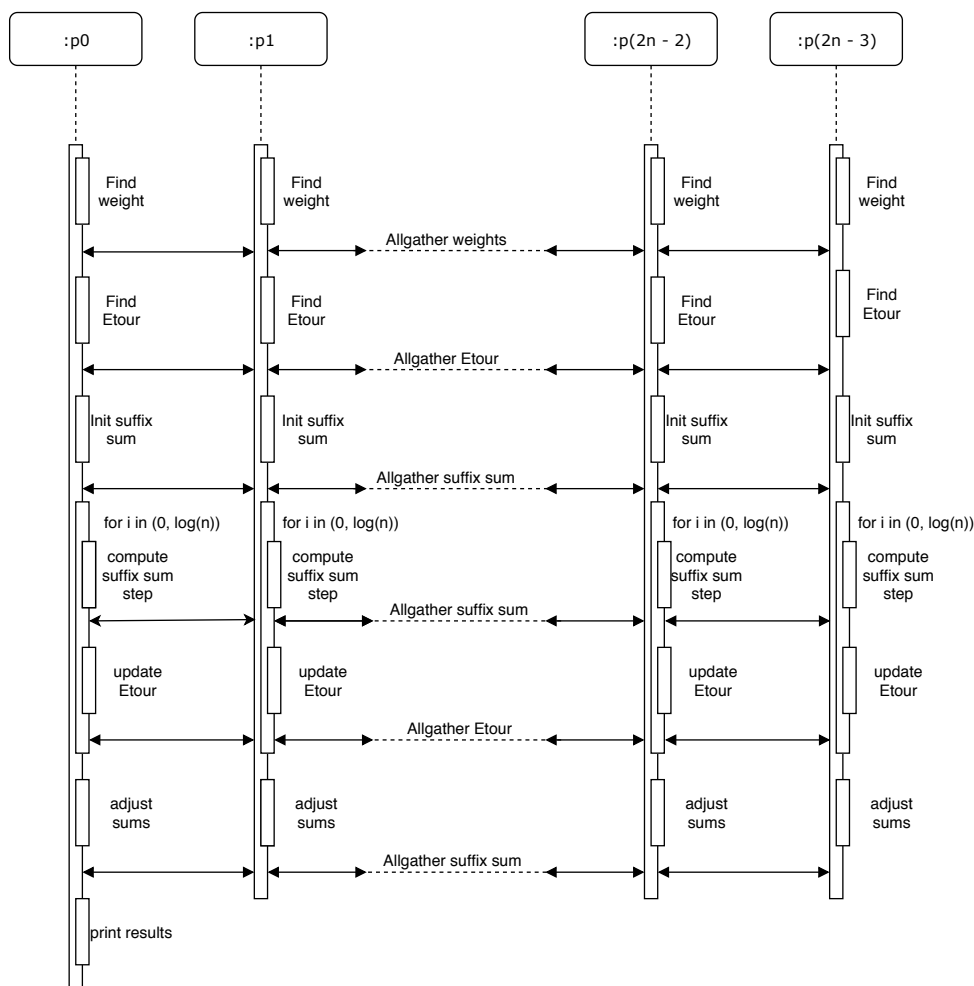 :p0
:p1
:p(2n - 2)
:p(2n - 3)
Find
weight
Find
weight
Find
weight
Find
weight
Allgather weights
Find
Etour
Find
Etour
Find
Etour
Find
Etour
Allgather Etour
Init suffix
sum
Init suffix
sum
Init suffix
sum
Init suffix
sum
Allgather suffix sum
for i in (0, log(n))
for i in (0, log(n))
for i in (0, log(n))
for i in (0, log(n))
compute
suffix sum
step
compute
suffix sum
step
compute
suffix sum
step
compute
suffix sum
step
Allgather suffix sum
update
Etour
update
Etour
update
Etour
update
Etour
Allgather Etour
adjust
sums
adjust
sums
adjust
sums
adjust
sums
Allgather suffix sum
print results